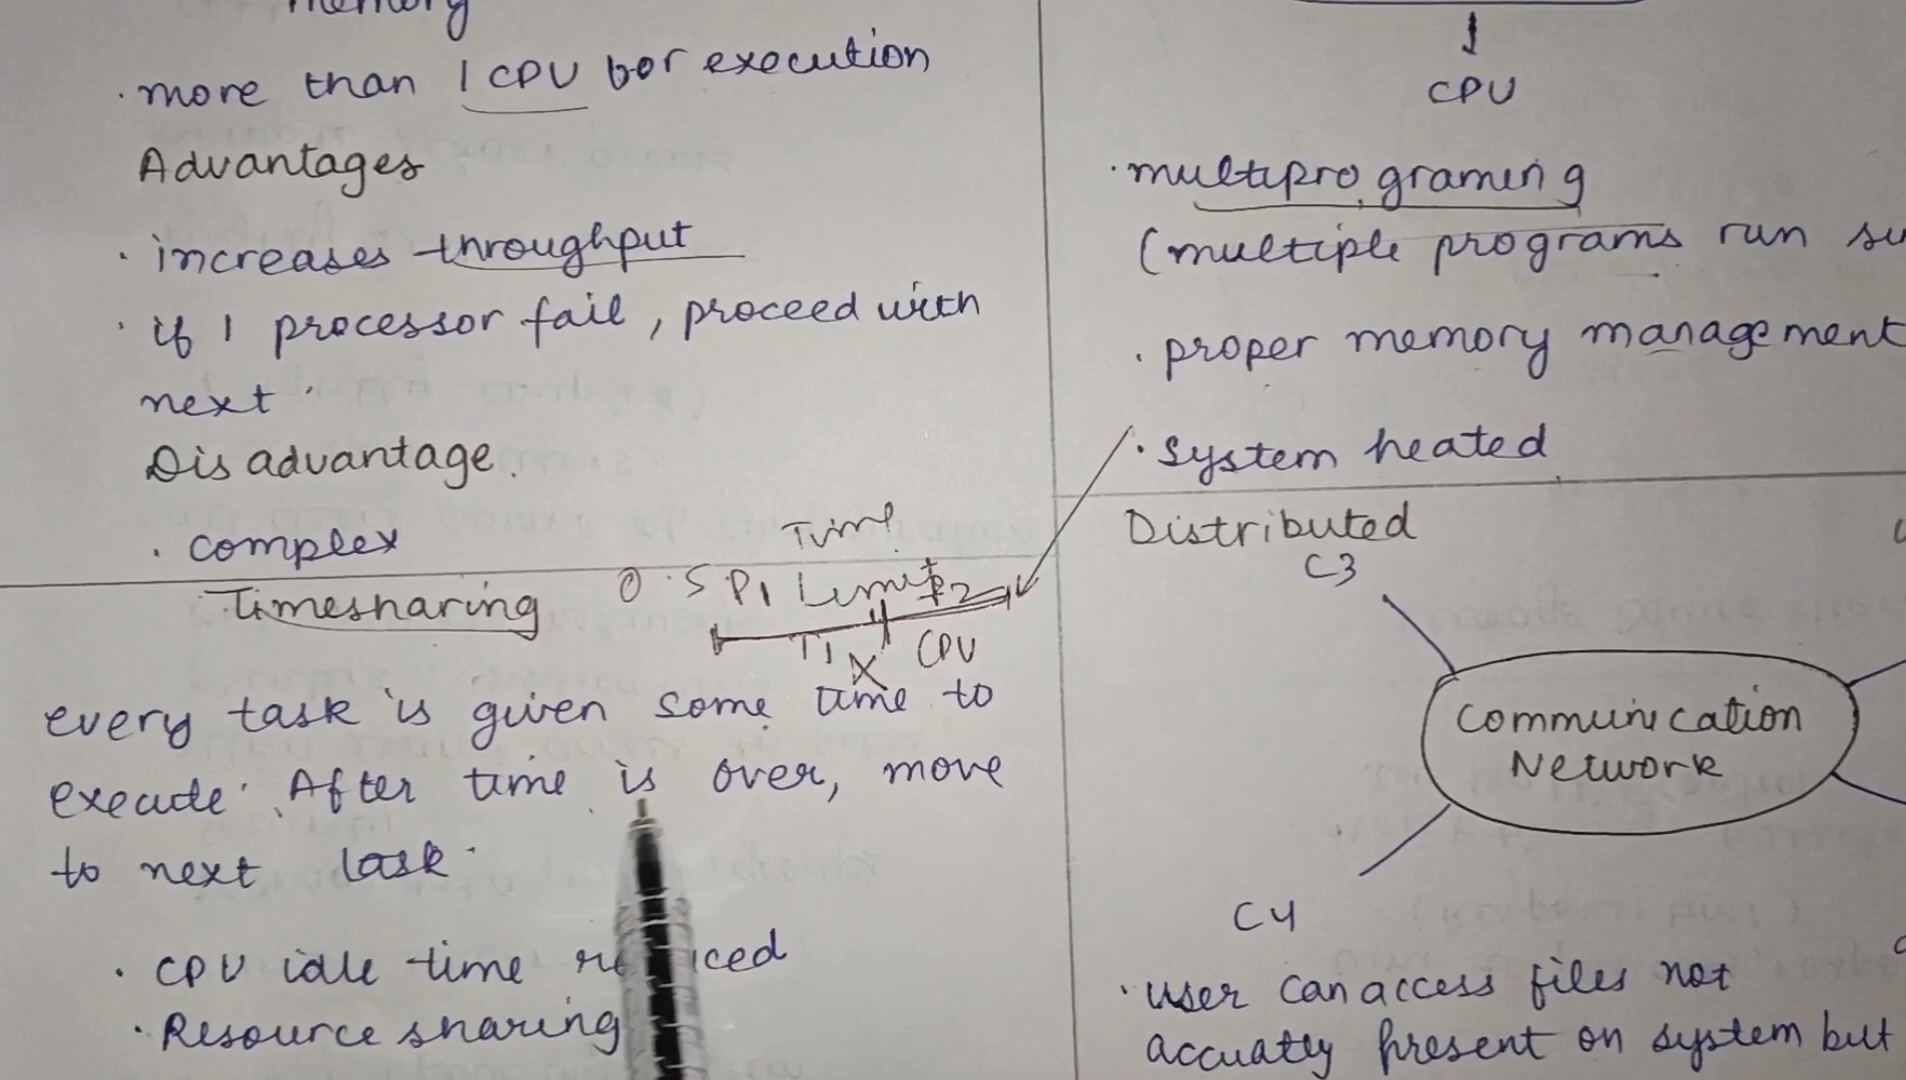 memory
. more than 1 CPU for execution
Advantages
. increases throughput
. if 1 processor fail, proceed with
next.
Disadvantage.
. complex
Timesharing
Time
0.5 P1 Limit P2
T1 X CPU
every task is given some time to
execute. After time is over, move
to next task.
. CPU idle time
. Resource sharing
CPU
. multiprograming
(multiple programs run su
. proper memory management
. system heated
Distributed
C3
Communication
Network
C4
. user can access files not
accuatly present on system but